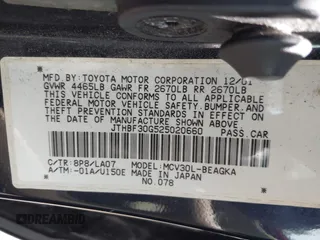 MFD. BY: TOYOTA MOTOR CORPORATION 12/01
GVWR 4465LB GAWR FR 2670LB RR 2670LB
THIS VEHICLE CONFORMS TO ALL APPLICABLE
FEDERAL MOTOR VEHICLE SAFETY, BUMPER, AND
THEFT PREVENTION STANDARDS IN EFFECT ON
THE DATE OF MANUFACTURE SHOWN ABOVE.
JTHBF30G525020660 PASS. CAR
C/TR: 8P8/LA07 MODEL: MCV30L-BEAGKA
A/TM: -01A/U150E MADE IN JAPAN
NO.078